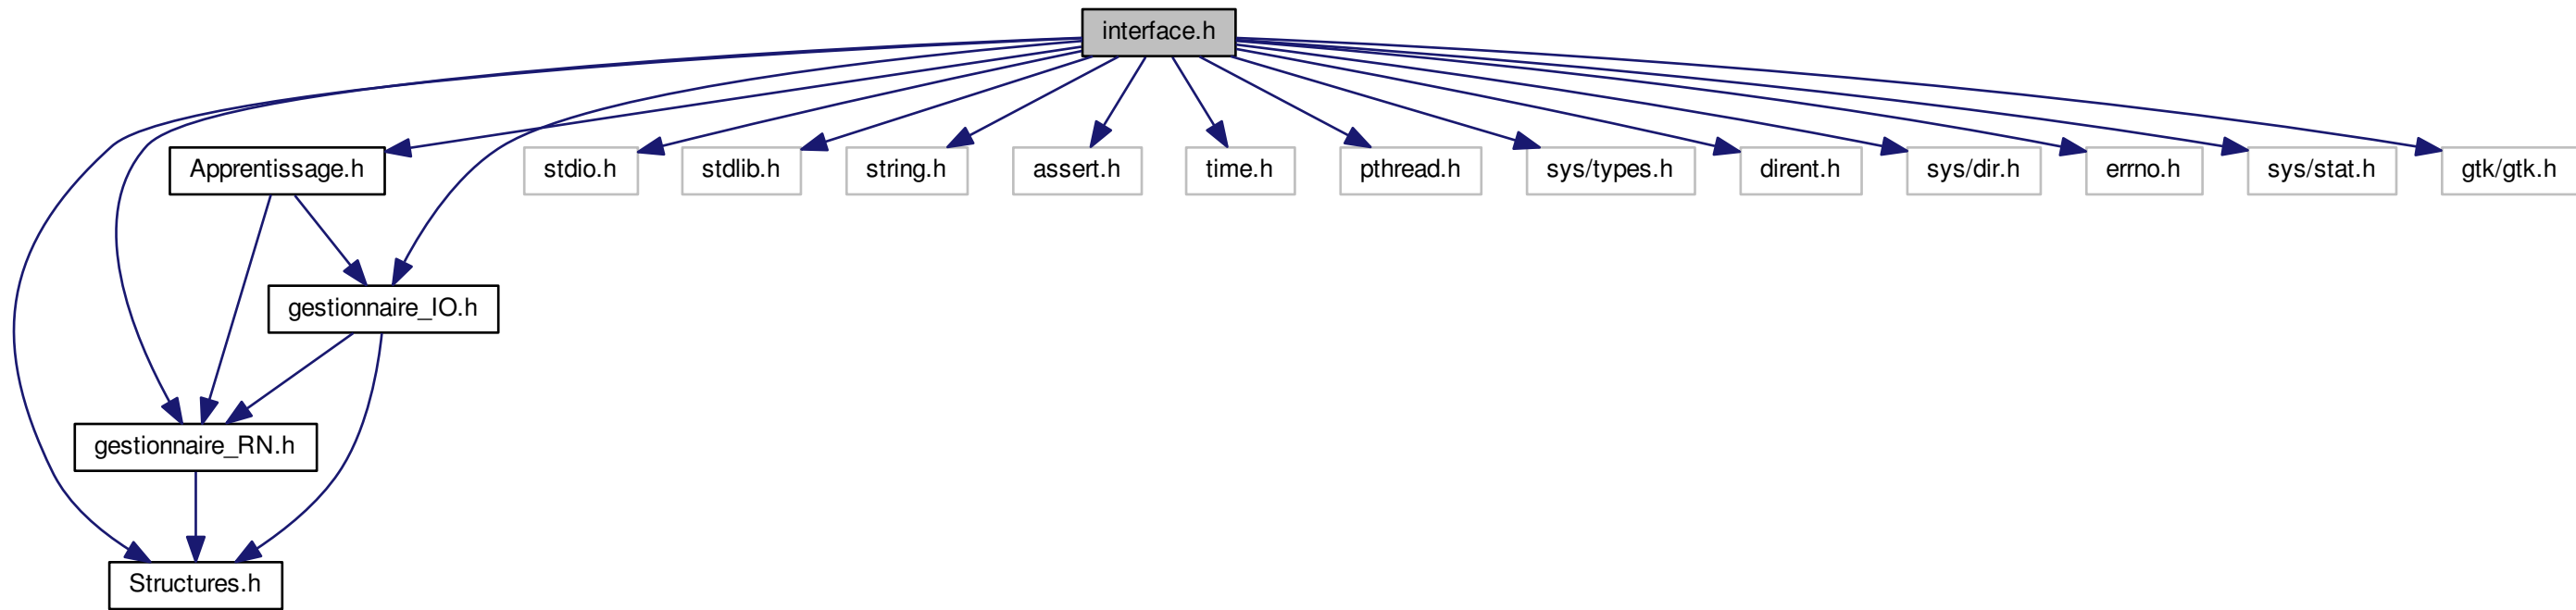 interface.h
Apprentissage.h
stdio.h
stdlib.h
string.h
assert.h
time.h
pthread.h
sys/types.h
dirent.h
sys/dir.h
errno.h
sys/stat.h
gtk/gtk.h
gestionnaire_IO.h
gestionnaire_RN.h
Structures.h